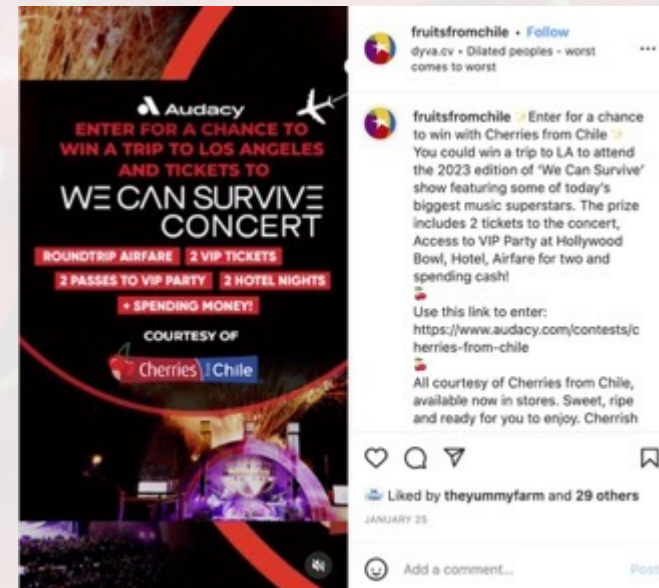 Audacy
ENTER FOR A CHANCE TO
WIN A TRIP TO LOS ANGELES
AND TICKETS TO
WE CAN SURVIVE
CONCERT
ROUNDTRIP AIRFARE 2 VIP TICKETS
2 PASSES TO VIP PARTY 2 HOTEL NIGHTS
+ SPENDING MONEY!
COURTESY OF
Cherries Chile
fruitsfromchile • Follow
dyva.cv • Dilated peoples - worst
comes to worst
fruitsfromchile ✨Enter for a chance
to win with Cherries from Chile ✨
You could win a trip to LA to attend
the 2023 edition of 'We Can Survive'
show featuring some of today's
biggest music superstars. The prize
includes 2 tickets to the concert,
Access to VIP Party at Hollywood
Bowl, Hotel, Airfare for two and
spending cash!
🍒
Use this link to enter:
https://www.audacy.com/contests/c
herries-from-chile
🍒
All courtesy of Cherries from Chile,
available now in stores. Sweet, ripe
and ready for you to enjoy. Cherrish
Liked by theyummyfarm and 29 others
JANUARY 25
Add a comment...
Post